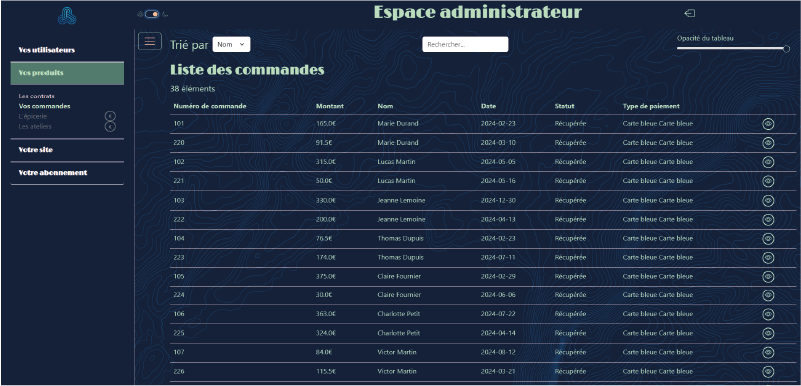 Espace administrateur
Vos utilisateurs
Vos produits
Les contrats
Vos commandes
L'épicerie
Les ateliers
Votre site
Votre abonnement
Trié par Nom
Rechercher...
Opacité du tableau
Liste des commandes
38 éléments
Numéro de commande Montant Nom Date Statut Type de paiement
101 165.0€ Marie Durand 2024-02-23 Récupérée Carte bleue Carte bleue
220 91.5€ Marie Durand 2024-03-10 Récupérée Carte bleue Carte bleue
102 315.0€ Lucas Martin 2024-05-05 Récupérée Carte bleue Carte bleue
221 50.0€ Lucas Martin 2024-05-16 Récupérée Carte bleue Carte bleue
103 330.0€ Jeanne Lemoine 2024-12-30 Récupérée Carte bleue Carte bleue
222 200.0€ Jeanne Lemoine 2024-04-13 Récupérée Carte bleue Carte bleue
104 76.5€ Thomas Dupuis 2024-02-23 Récupérée Carte bleue Carte bleue
223 174.0€ Thomas Dupuis 2024-07-11 Récupérée Carte bleue Carte bleue
105 375.0€ Claire Fournier 2024-02-29 Récupérée Carte bleue Carte bleue
224 30.0€ Claire Fournier 2024-06-06 Récupérée Carte bleue Carte bleue
106 363.0€ Charlotte Petit 2024-07-22 Récupérée Carte bleue Carte bleue
225 324.0€ Charlotte Petit 2024-04-14 Récupérée Carte bleue Carte bleue
107 84.0€ Victor Martin 2024-08-12 Récupérée Carte bleue Carte bleue
226 115.5€ Victor Martin 2024-03-21 Récupérée Carte bleue Carte bleue